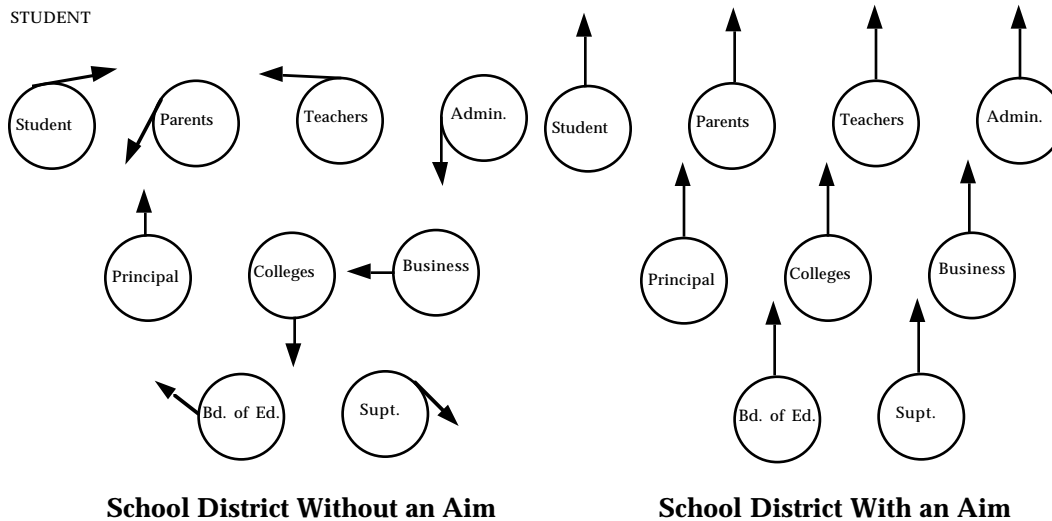 STUDENT
Student
Parents
Teachers
Admin.
Principal
Colleges
Business
Bd. of Ed.
Supt.
School District Without an Aim
Student
Parents
Teachers
Admin.
Principal
Colleges
Business
Bd. of Ed.
Supt.
School District With an Aim